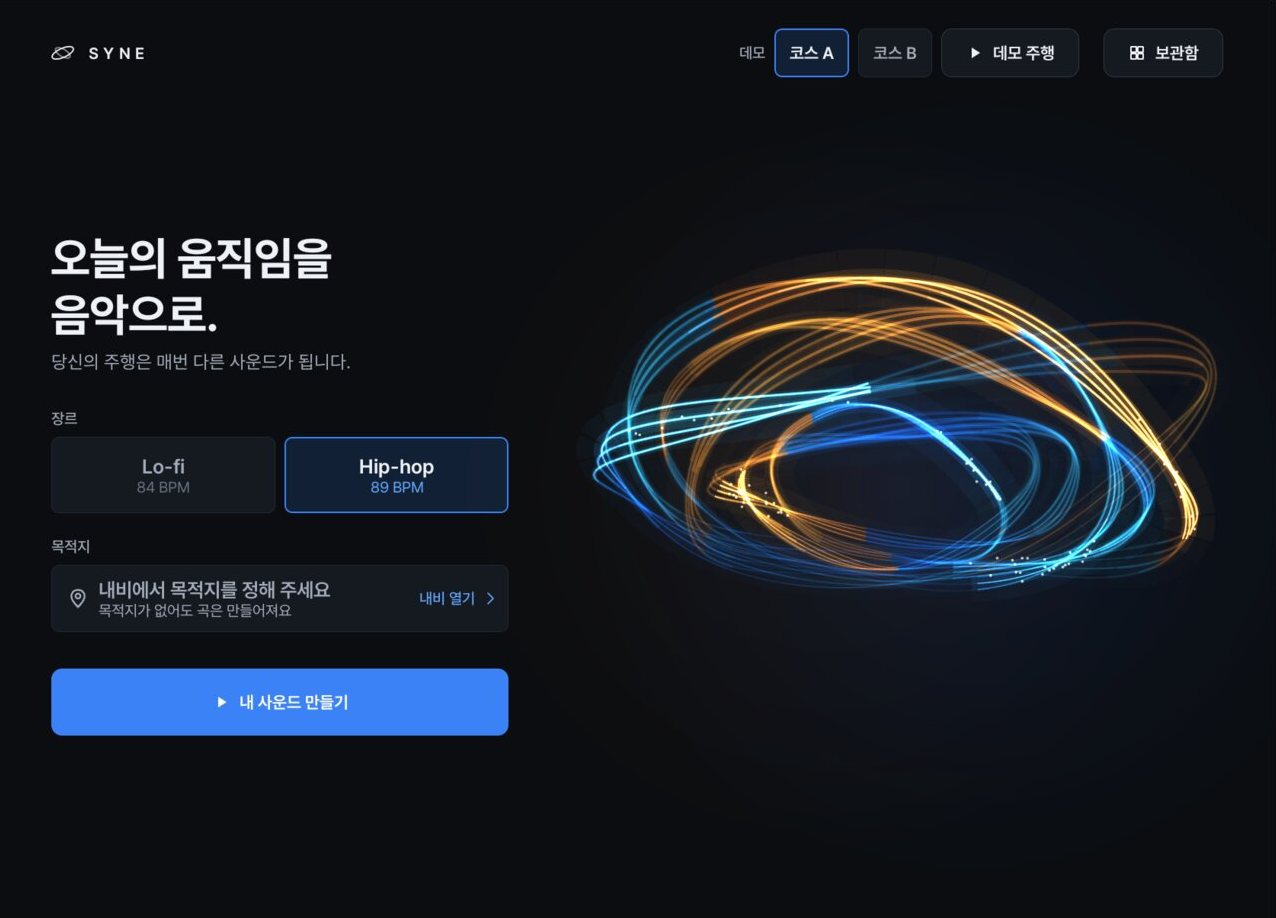 SYNE
데모
코스 A
코스 B
데모 주행
보관함
오늘의 움직임을
음악으로.
당신의 주행은 매번 다른 사운드가 됩니다.
장르
Lo-fi
84 BPM
Hip-hop
89 BPM
목적지
내비에서 목적지를 정해 주세요
목적지가 없어도 곡은 만들어져요
내비 열기
내 사운드 만들기